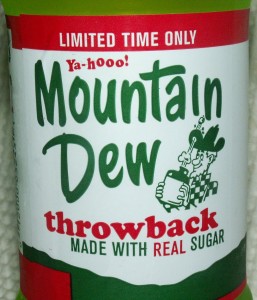 LIMITED TIME ONLY
Ya-hooo!
Mountain
Dew
throwback
MADE WITH REAL SUGAR